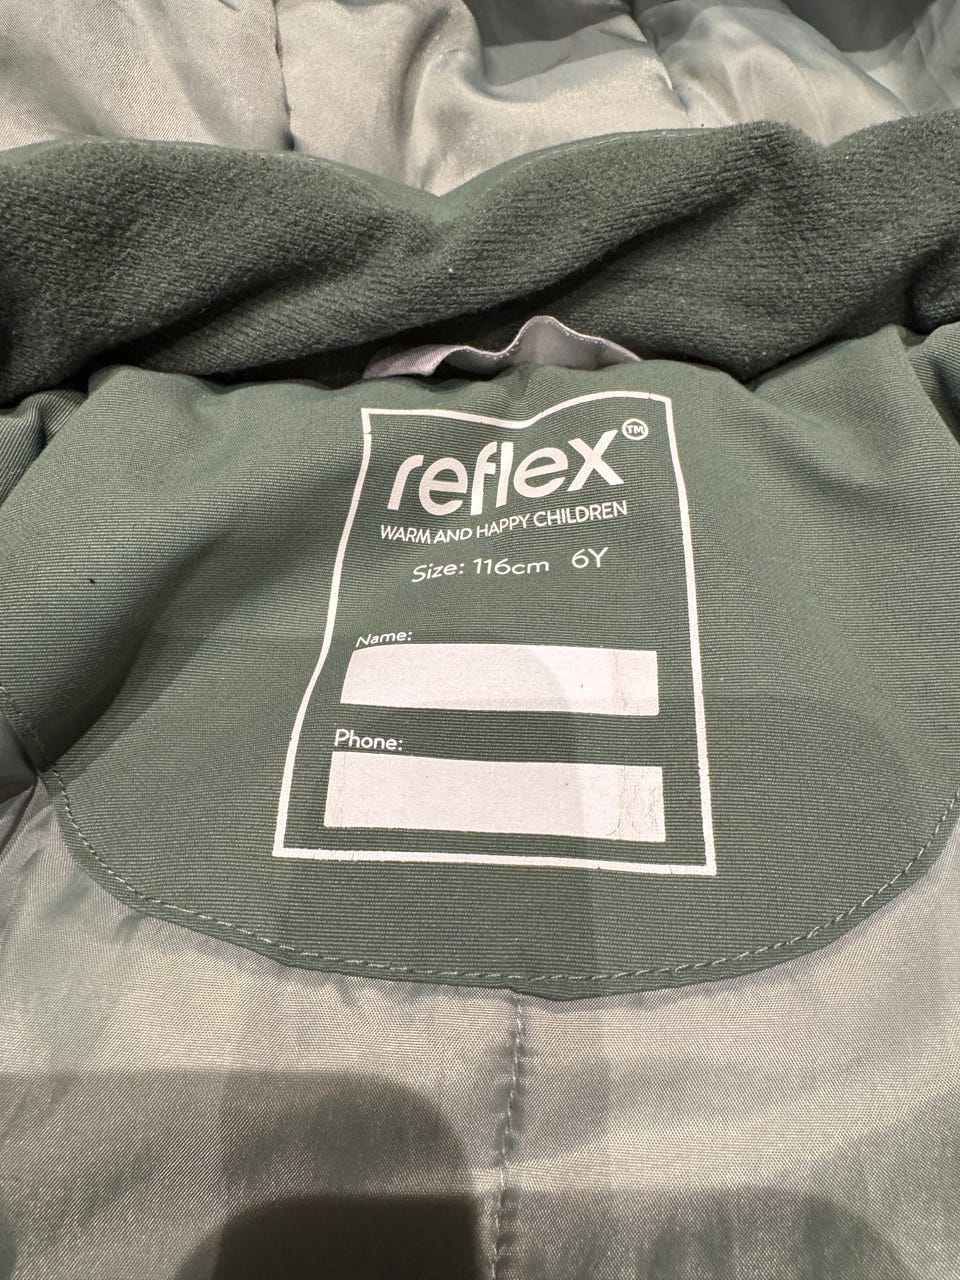 reflex™
WARM AND HAPPY CHILDREN
Size: 116cm 6Y
Name:
Phone: